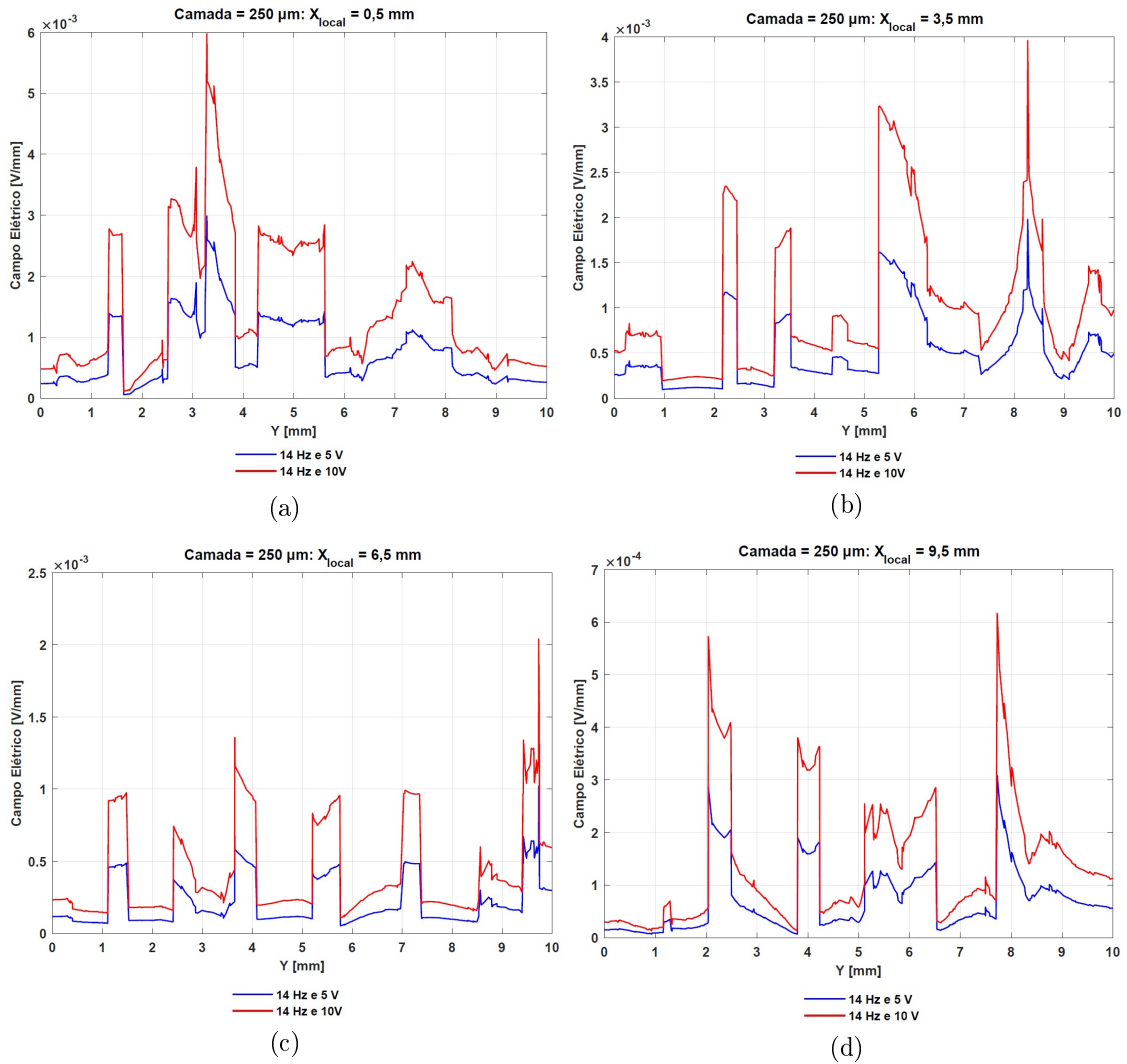 Camada = 250 µm: X_local = 0,5 mm
×10⁻³
6
5
4
3
2
1
0
Campo Elétrico [V/mm]
0 1 2 3 4 5 6 7 8 9 10
Y [mm]
14 Hz e 5 V
14 Hz e 10V
(a)
Camada = 250 µm: X_local = 3,5 mm
×10⁻³
4
3.5
3
2.5
2
1.5
1
0.5
0
Campo Elétrico [V/mm]
0 1 2 3 4 5 6 7 8 9 10
Y [mm]
14 Hz e 5 V
14 Hz e 10V
(b)
Camada = 250 µm: X_local = 6,5 mm
×10⁻³
2.5
2
1.5
1
0.5
0
Campo Elétrico [V/mm]
0 1 2 3 4 5 6 7 8 9 10
Y [mm]
14 Hz e 5 V
14 Hz e 10V
(c)
Camada = 250 µm: X_local = 9,5 mm
×10⁻⁴
7
6
5
4
3
2
1
0
Campo Elétrico [V/mm]
0 1 2 3 4 5 6 7 8 9 10
Y [mm]
14 Hz e 5 V
14 Hz e 10 V
(d)